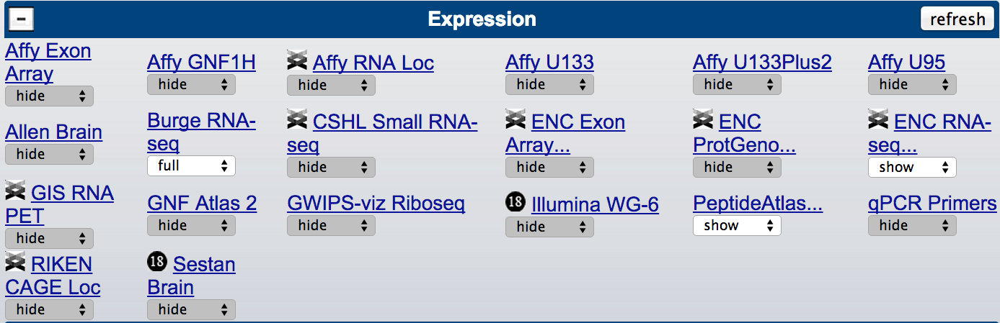 -
Expression
refresh
Affy Exon
Array
hide
Affy GNF1H
hide
Affy RNA Loc
hide
Affy U133
hide
Affy U133Plus2
hide
Affy U95
hide
Allen Brain
hide
Burge RNA-
seq
full
CSHL Small RNA-
seq
hide
ENC Exon
Array...
hide
ENC
ProtGeno...
hide
ENC RNA-
seq...
show
GIS RNA
PET
hide
GNF Atlas 2
hide
GWIPS-viz Riboseq
hide
18 Illumina WG-6
hide
PeptideAtlas...
show
qPCR Primers
hide
RIKEN
CAGE Loc
hide
18 Sestan
Brain
hide